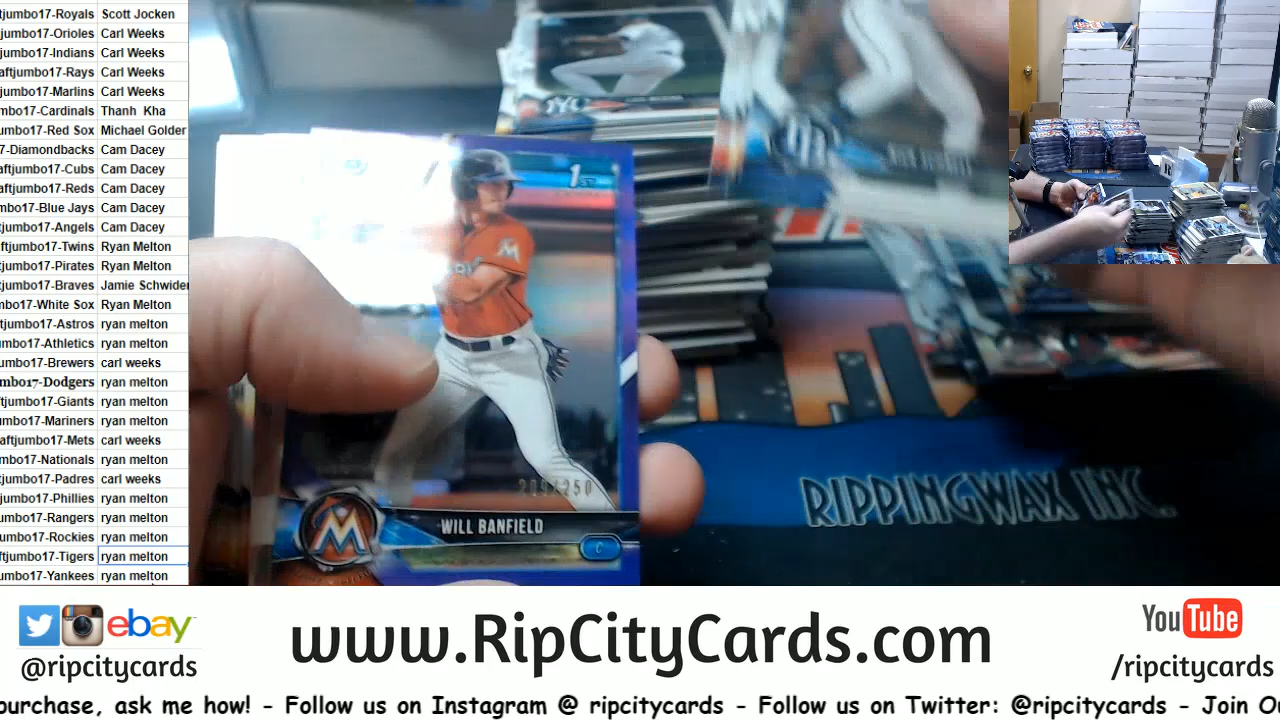 ftjumbo17-Royals Scott Jocken
jumbo17-Orioles Carl Weeks
jumbo17-Indians Carl Weeks
aftjumbo17-Rays Carl Weeks
jumbo17-Marlins Carl Weeks
mbo17-Cardinals Thanh Kha
umbo17-Red Sox Michael Golder
7-Diamondbacks Cam Dacey
aftjumbo17-Cubs Cam Dacey
aftjumbo17-Reds Cam Dacey
mbo17-Blue Jays Cam Dacey
ftjumbo17-Angels Cam Dacey
ftjumbo17-Twins Ryan Melton
tjumbo17-Pirates Ryan Melton
jumbo17-Braves Jamie Schwider
mbo17-White Sox Ryan Melton
tjumbo17-Astros ryan melton
umbo17-Athletics ryan melton
umbo17-Brewers carl weeks
mbo17-Dodgers ryan melton
ftjumbo17-Giants ryan melton
umbo17-Mariners ryan melton
aftjumbo17-Mets carl weeks
mbo17-Nationals ryan melton
jumbo17-Padres carl weeks
jumbo17-Phillies ryan melton
umbo17-Rangers ryan melton
umbo17-Rockies ryan melton
ftjumbo17-Tigers ryan melton
umbo17-Yankees ryan melton
1ST
M
/250
WILL BANFIELD
C
RIPPINGWAX INC.
ebay
@ripcitycards
www.RipCityCards.com
YouTube
/ripcitycards
purchase, ask me how! - Follow us on Instagram @ ripcitycards - Follow us on Twitter: @ripcitycards - Join Ou